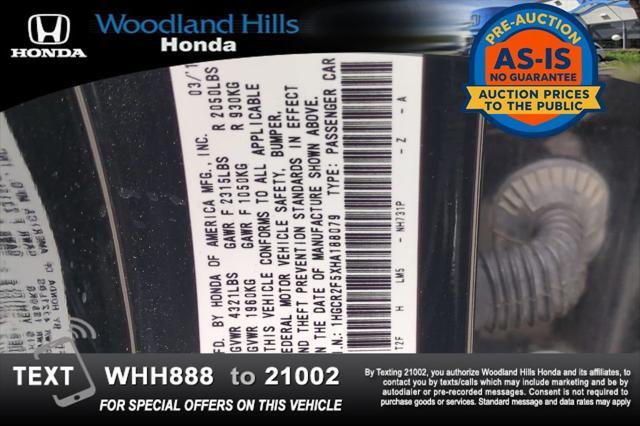 HONDA
Woodland Hills
Honda
PRE-AUCTION
AS-IS
NO GUARANTEE
AUCTION PRICES
TO THE PUBLIC
MFD. BY HONDA OF AMERICA MFG., INC. 03/1
GVWR 4321LBS GAWR F 2315LBS R 2050LBS
GVWR 1960KG GAWR F 1050KG R 930KG
THIS VEHICLE CONFORMS TO ALL APPLICABLE
FEDERAL MOTOR VEHICLE SAFETY, BUMPER,
AND THEFT PREVENTION STANDARDS IN EFFECT
ON THE DATE OF MANUFACTURE SHOWN ABOVE.
I.N.: 1HGCR2F5XHA188079 TYPE: PASSENGER CAR
T2F H LM5 - NH731P - Z - A
TEXT WHH888 to 21002
FOR SPECIAL OFFERS ON THIS VEHICLE
By Texting 21002, you authorize Woodland Hills Honda and its affiliates, to
contact you by texts/calls which may include marketing and be by
autodialer or pre-recorded messages. Consent is not required to
purchase goods or services. Standard message and data rates may apply